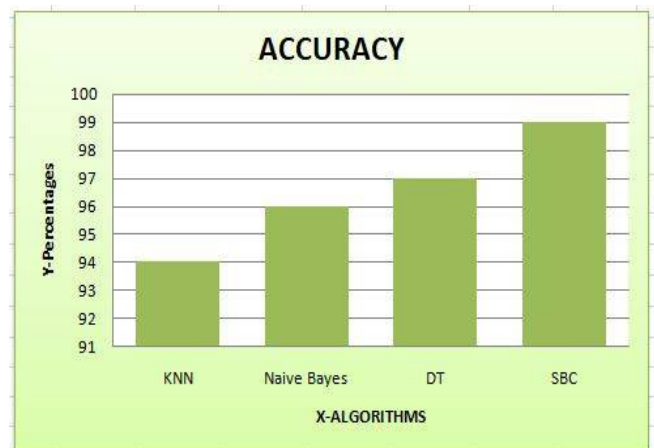 ACCURACY
100
99
98
97
96
95
94
93
92
91
Y-Percentages
KNN Naive Bayes DT SBC
X-ALGORITHMS